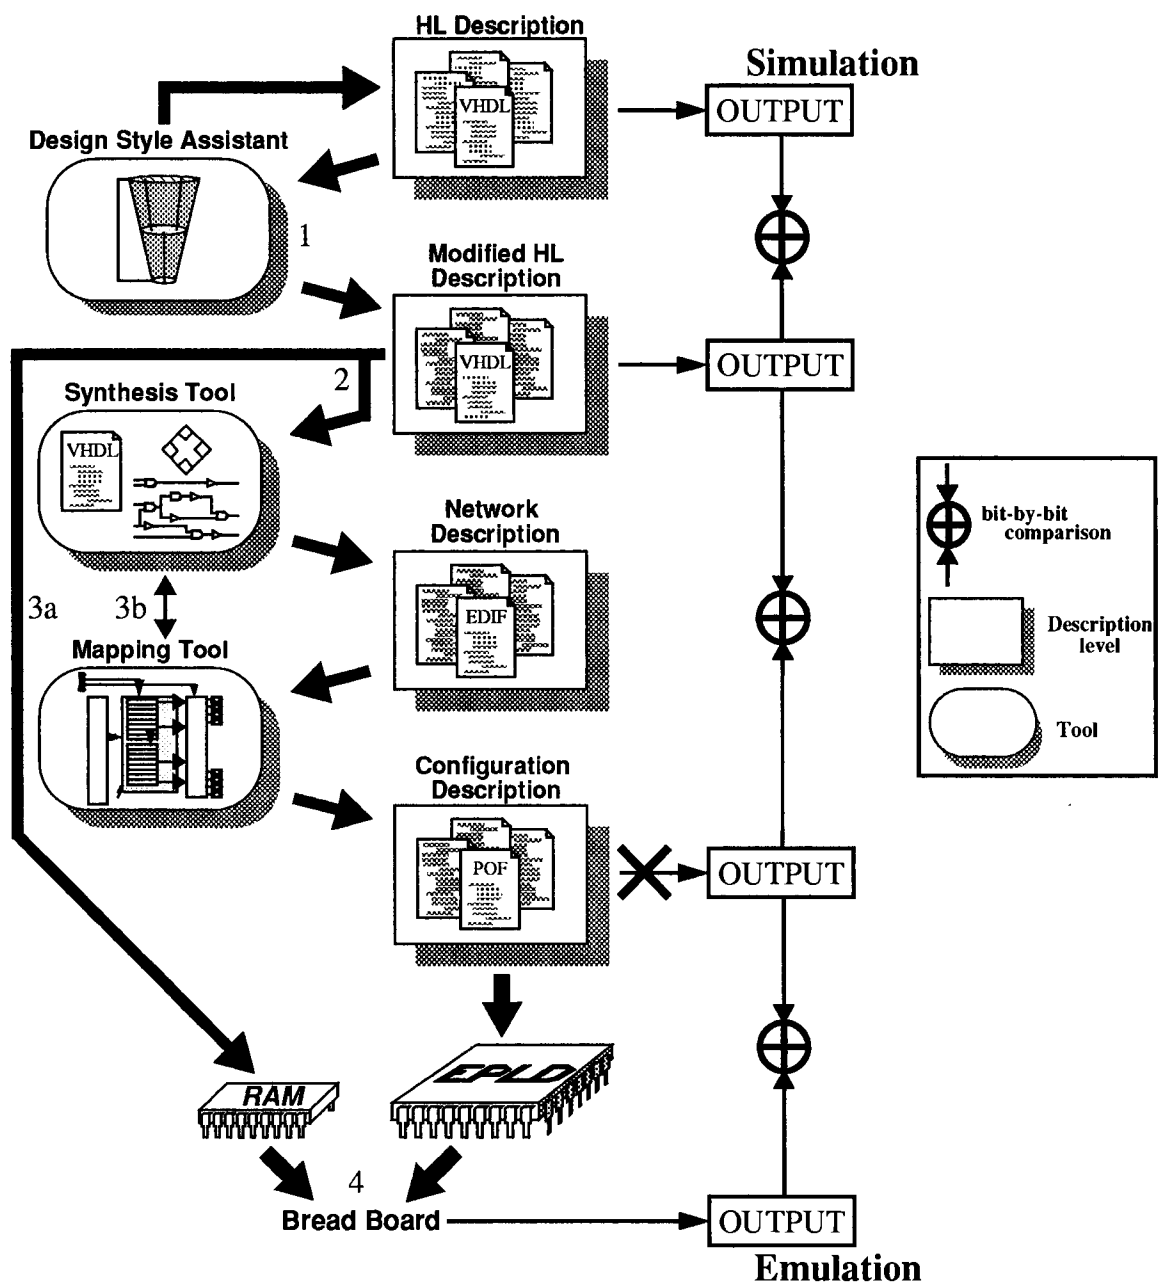 HL Description
Simulation
VHDL
OUTPUT
Design Style Assistant
1
Modified HL
Description
VHDL
OUTPUT
2
Synthesis Tool
VHDL
Network
Description
EDIF
bit-by-bit
comparison
3a
3b
Description
level
Mapping Tool
Tool
Configuration
Description
POF
OUTPUT
EPLD
RAM
4
Bread Board
OUTPUT
Emulation